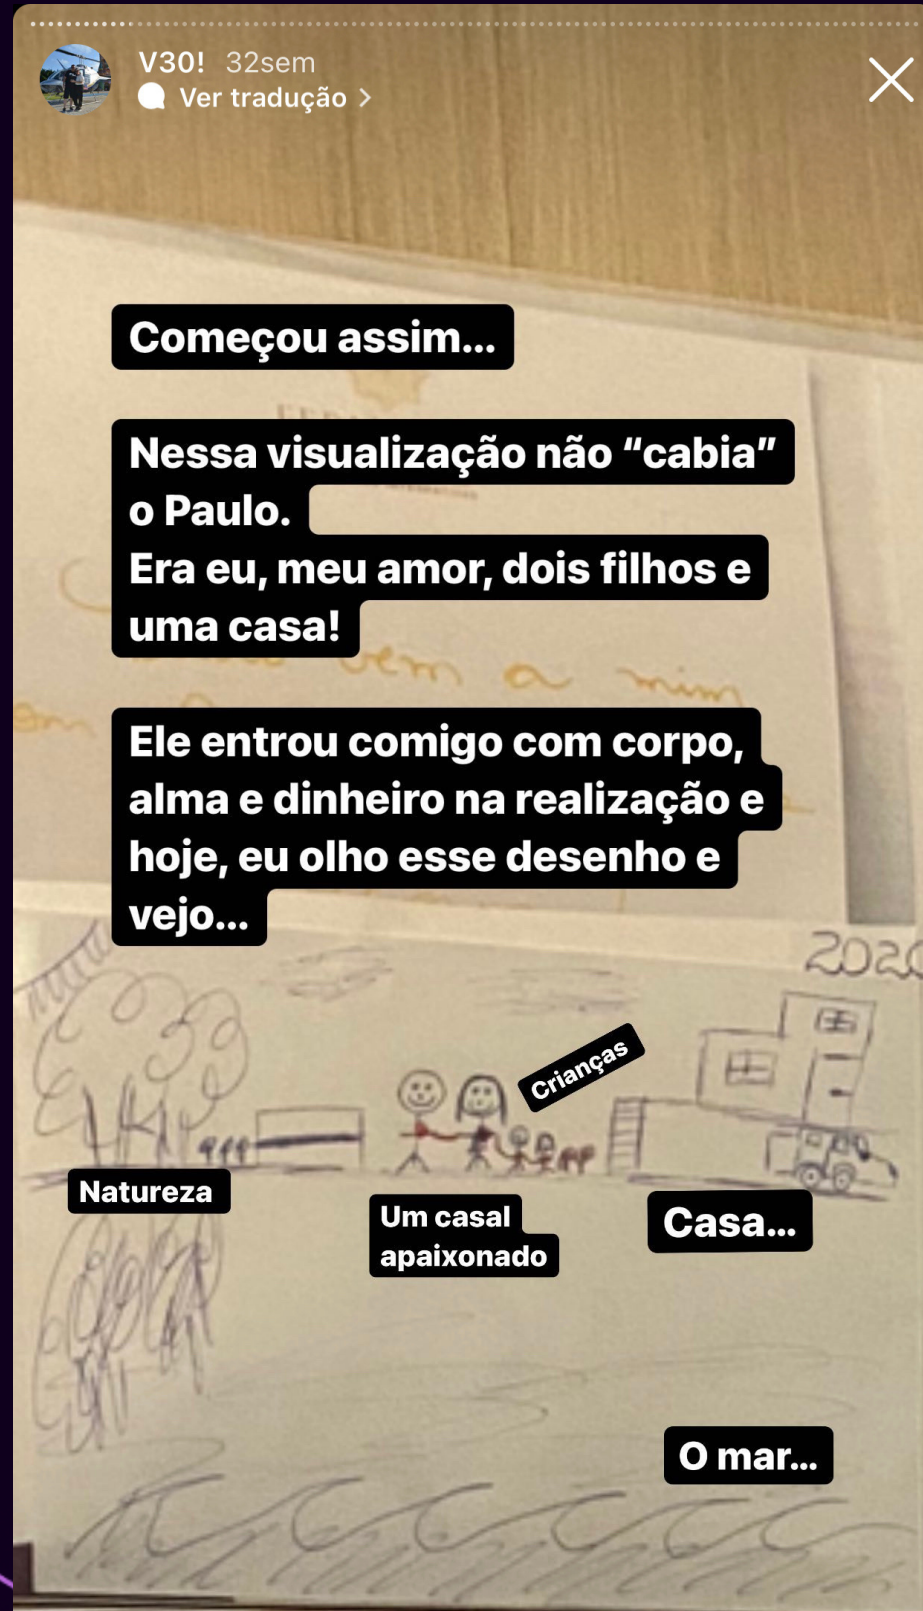 V30! 32sem
Ver tradução
Começou assim...
Nessa visualização não “cabia”
o Paulo.
Era eu, meu amor, dois filhos e
uma casa!
vem a mim
Ele entrou comigo com corpo,
alma e dinheiro na realização e
hoje, eu olho esse desenho e
vejo...
Crianças
Natureza
Um casal
apaixonado
Casa...
O mar...